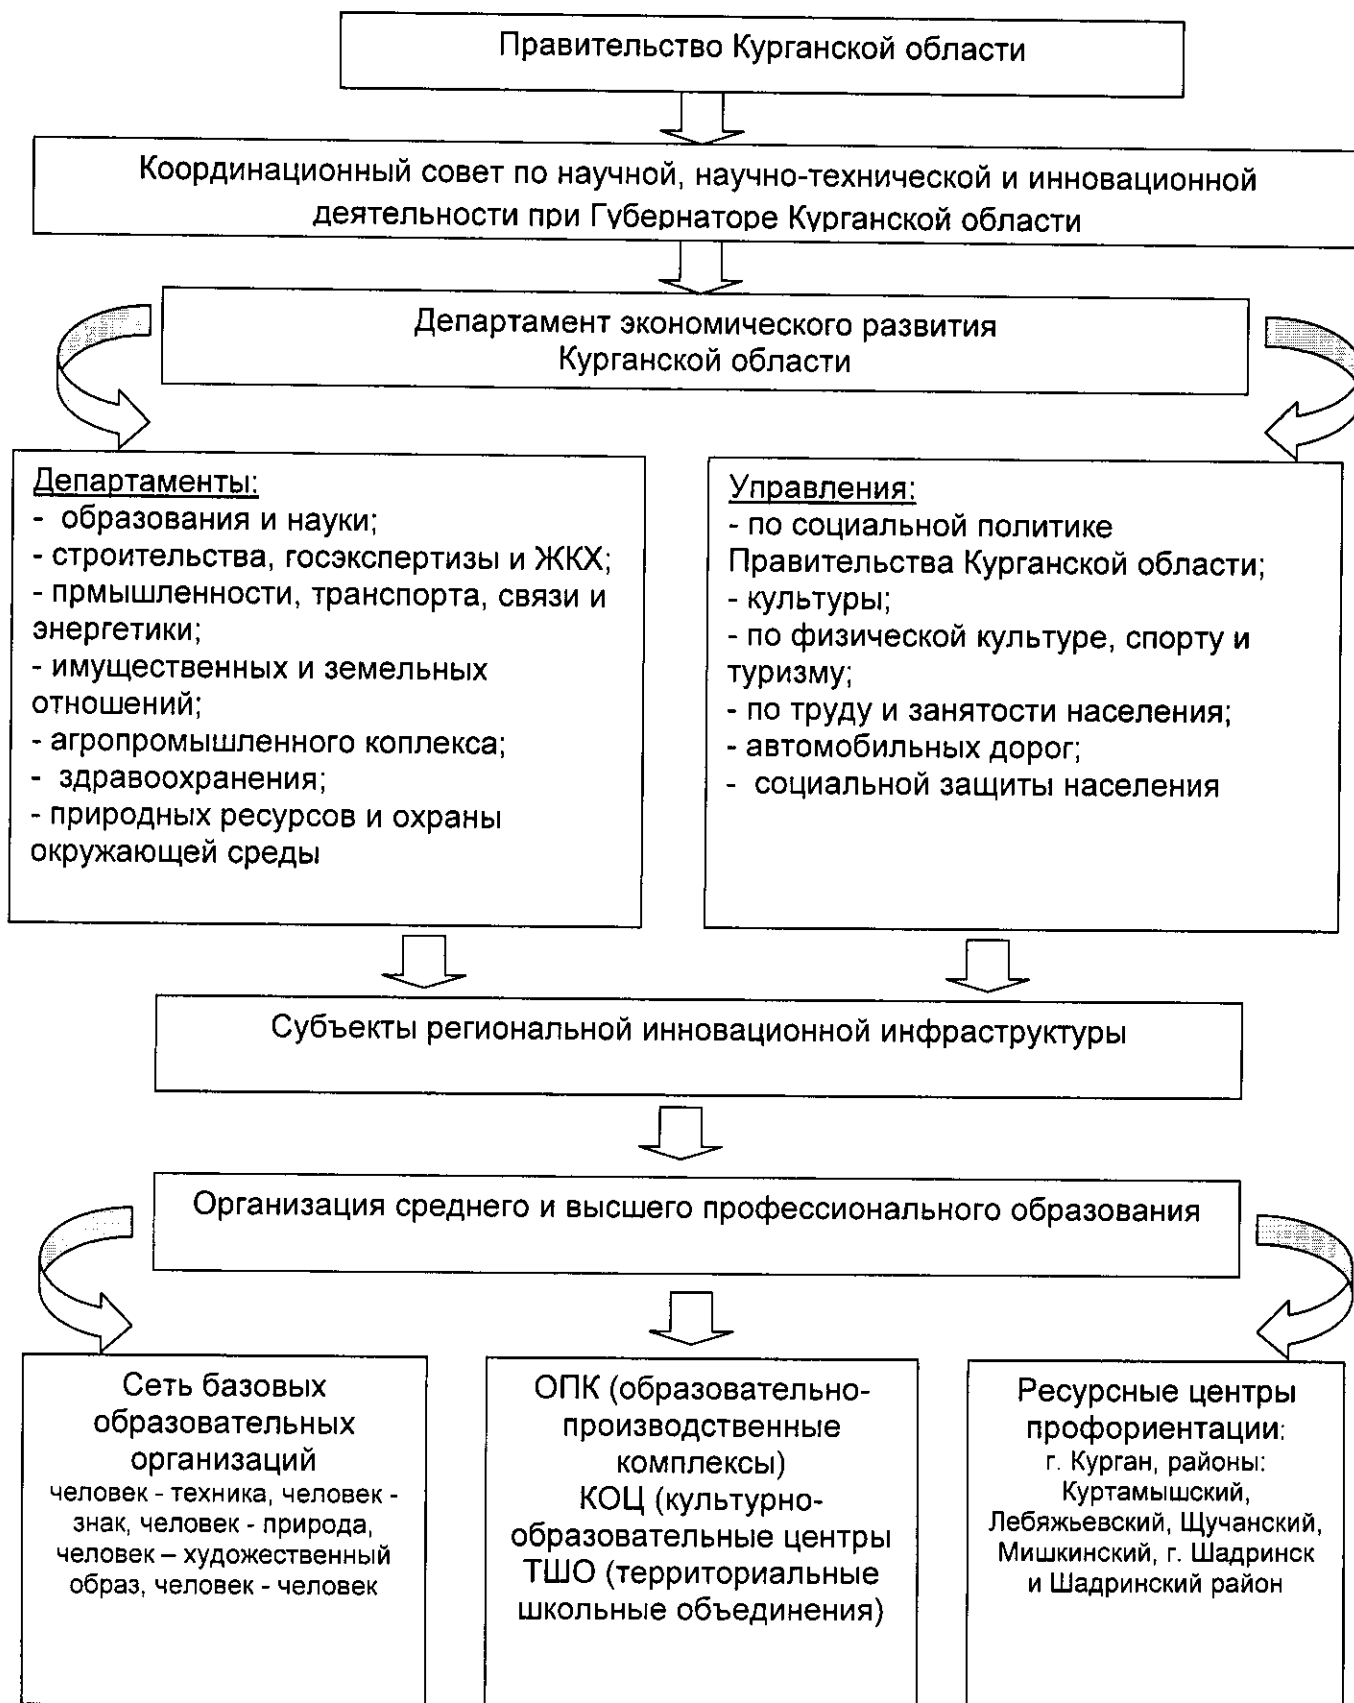 Правительство Курганской области
Координационный совет по научной, научно-технической и инновационной
деятельности при Губернаторе Курганской области
Департамент экономического развития
Курганской области
Департаменты:
- образования и науки;
- строительства, госэкспертизы и ЖКХ;
- прмышленности, транспорта, связи и
энергетики;
- имущественных и земельных
отношений;
- агропромышленного коплекса;
- здравоохранения;
- природных ресурсов и охраны
окружающей среды
Управления:
- по социальной политике
Правительства Курганской области;
- культуры;
- по физической культуре, спорту и
туризму;
- по труду и занятости населения;
- автомобильных дорог;
- социальной защиты населения
Субъекты региональной инновационной инфраструктуры
Организация среднего и высшего профессионального образования
Сеть базовых
образовательных
организаций
человек - техника, человек -
знак, человек - природа,
человек – художественный
образ, человек - человек
ОПК (образовательно-
производственные
комплексы)
КОЦ (культурно-
образовательные центры
ТШО (территориальные
школьные объединения)
Ресурсные центры
профориентации:
г. Курган, районы:
Куртамышский,
Лебяжьевский, Щучанский,
Мишкинский, г. Шадринск
и Шадринский район